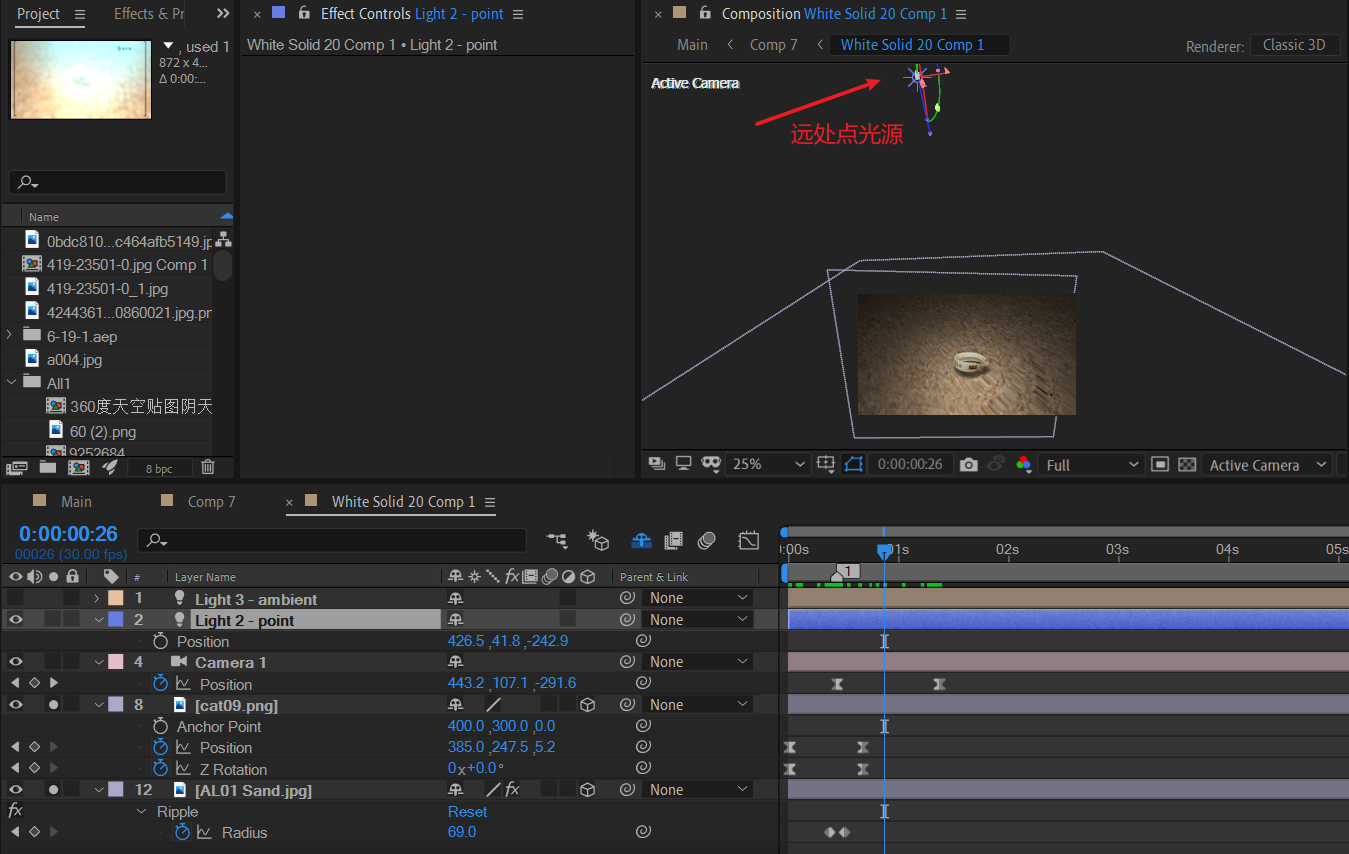 Project
Effects & Pr
, used 1
872 x 4...
Δ 0:00:...
Name
0bdc810...c464afb5149.jp
419-23501-0.jpg Comp 1
419-23501-0_1.jpg
4244361...0860021.jpg.pn
6-19-1.aep
a004.jpg
All1
360度天空贴图阴天
60 (2).png
9252684
8 bpc
Effect Controls Light 2 - point
White Solid 20 Comp 1 • Light 2 - point
Composition White Solid 20 Comp 1
Main
Comp 7
White Solid 20 Comp 1
Renderer:
Classic 3D
Active Camera
远处点光源
25%
0:00:00:26
Full
Active Camera
Main
Comp 7
White Solid 20 Comp 1
0:00:00:26
00026 (30.00 fps)
:00s
01s
02s
03s
04s
05s
1
#
Layer Name
fx
Parent & Link
1
Light 3 - ambient
None
2
Light 2 - point
None
Position
426.5 ,41.8 ,-242.9
4
Camera 1
None
Position
443.2 ,107.1 ,-291.6
8
[cat09.png]
None
Anchor Point
400.0 ,300.0 ,0.0
Position
385.0 ,247.5 ,5.2
Z Rotation
0x+0.0°
12
[AL01 Sand.jpg]
fx
None
fx
Ripple
Reset
Radius
69.0